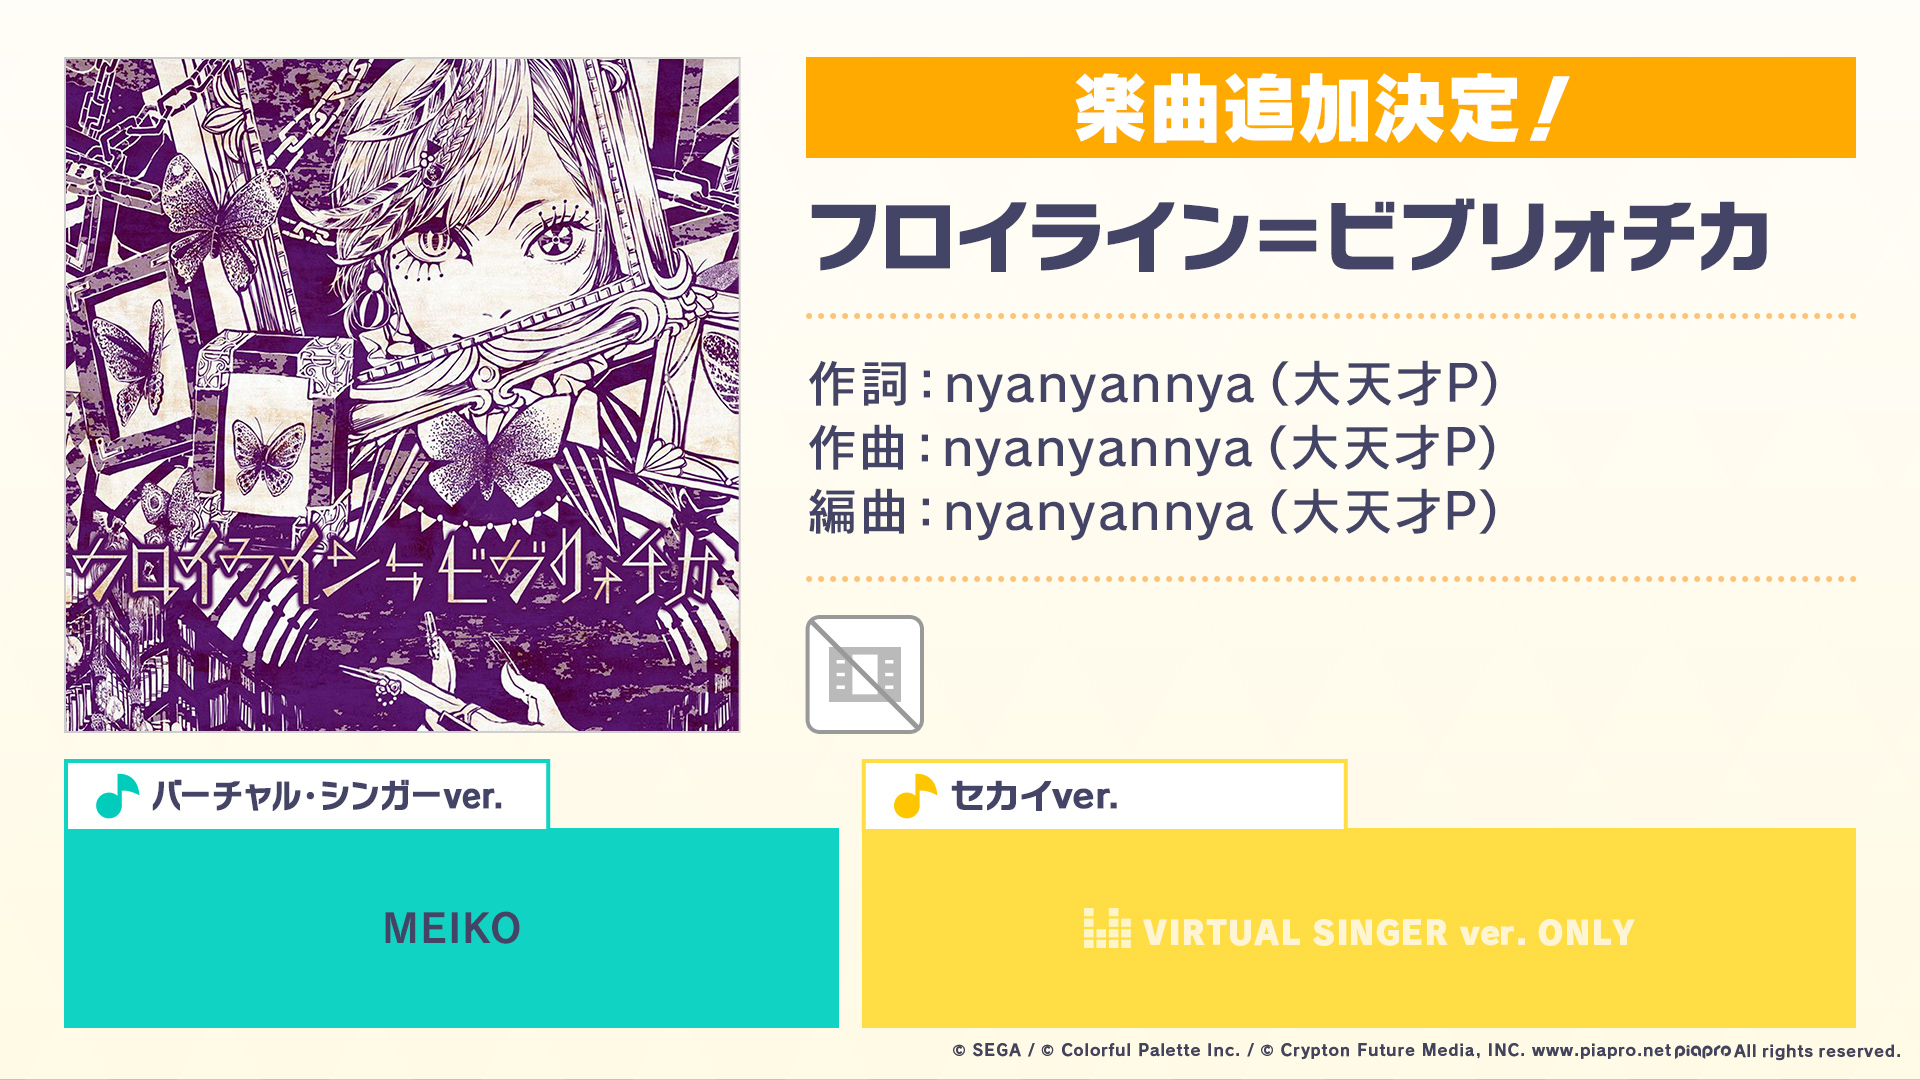 楽曲追加決定！
フロイライン＝ビブリォチカ
作詞：nyanyannya（大天才P）
作曲：nyanyannya（大天才P）
編曲：nyanyannya（大天才P）
フロイライン＝ビブリォチカ
バーチャル・シンガーver.
MEIKO
セカイver.
VIRTUAL SINGER ver. ONLY
© SEGA / © Colorful Palette Inc. / © Crypton Future Media, INC. www.piapro.net piapro All rights reserved.